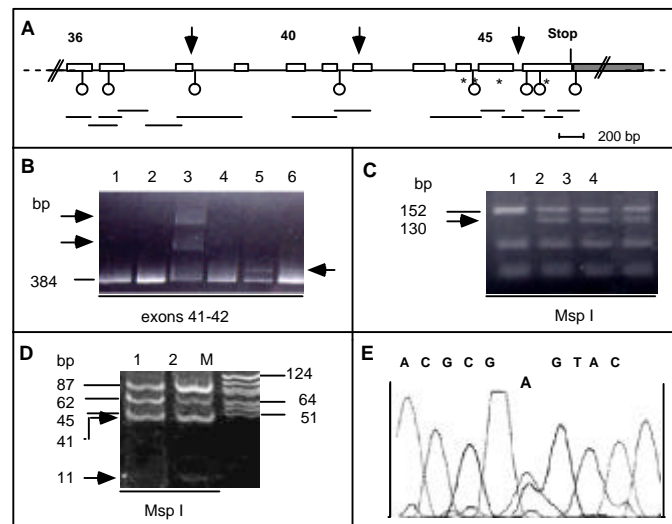 A
36 40 45 Stop
* * * *
200 bp
B
1 2 3 4 5 6
bp
384
exons 41-42
C
bp
1 2 3 4
152
130
Msp I
D
bp 1 2 M
87
62
45
41
11
124
64
51
Msp I
E
A C G C G G T A C
A